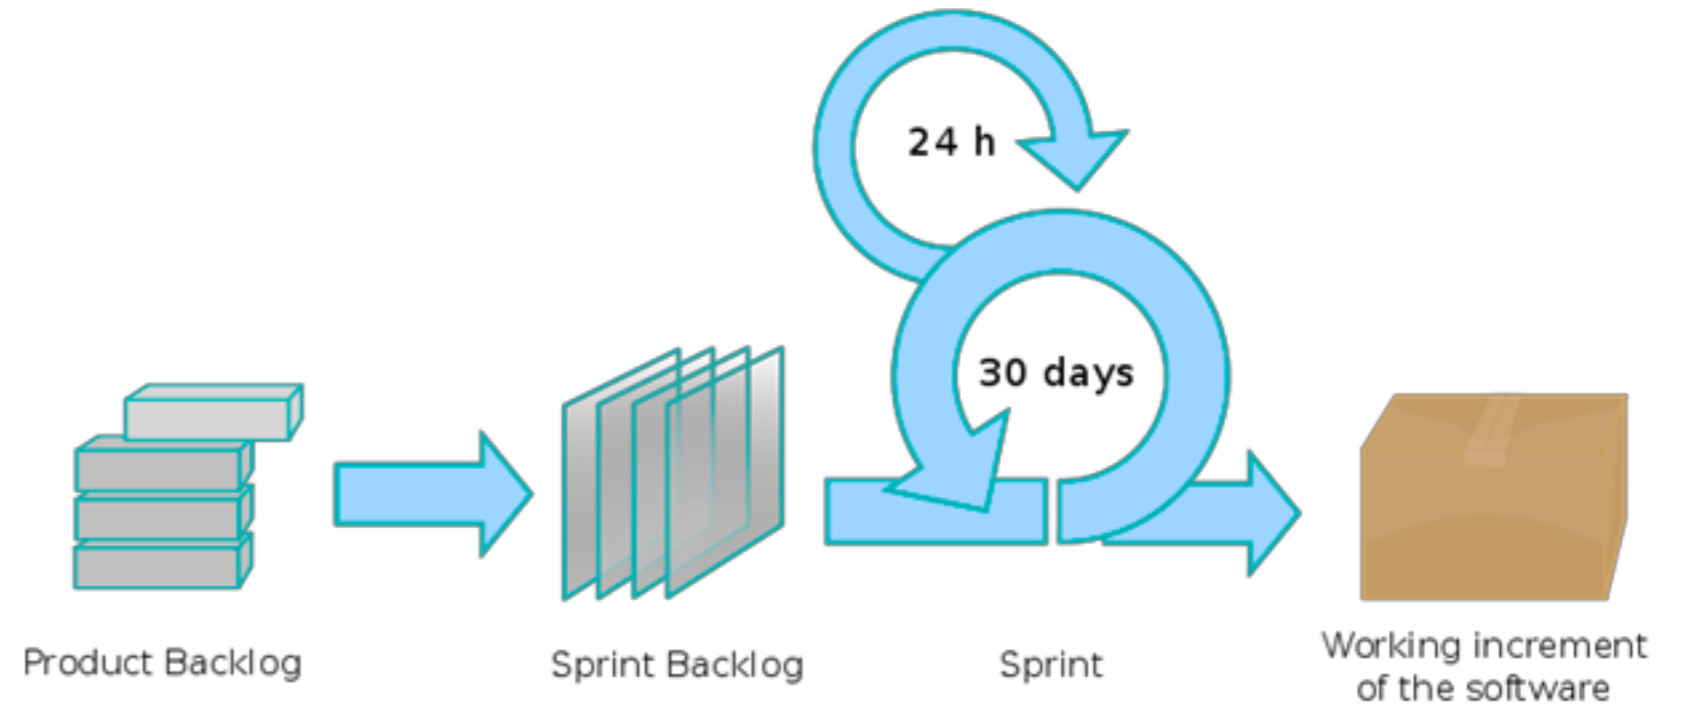 24 h
30 days
Product Backlog
Sprint Backlog
Sprint
Working increment
of the software